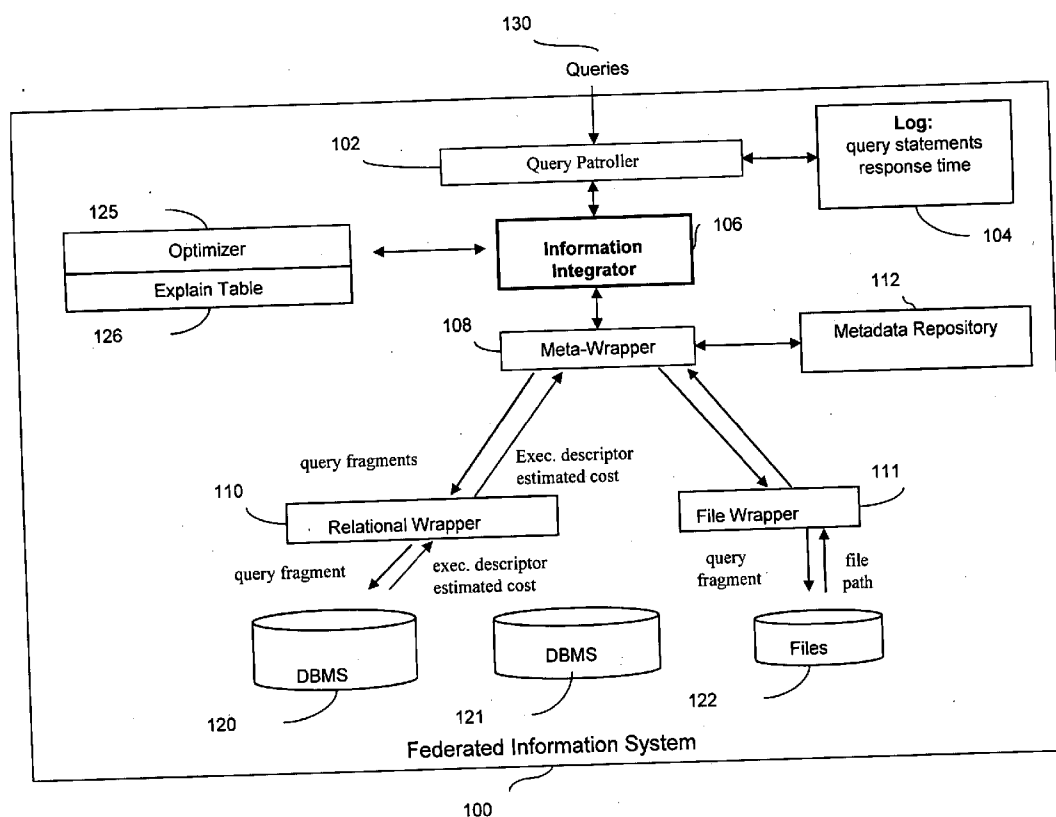 130
Queries
102
Query Patroller
Log:
query statements
response time
104
125
Optimizer
Explain Table
126
Information
Integrator
106
112
108
Meta-Wrapper
Metadata Repository
query fragments
Exec. descriptor
estimated cost
110
Relational Wrapper
111
File Wrapper
query fragment
exec. descriptor
estimated cost
query
fragment
file
path
DBMS
DBMS
Files
120
121
122
Federated Information System
100